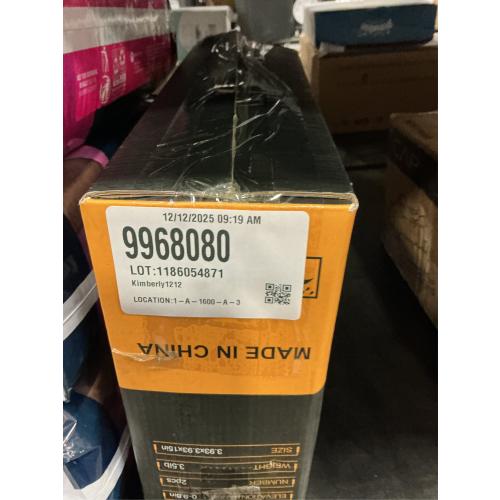 12/12/2025 09:19 AM
9968080
LOT:1186054871
Kimberly1212
LOCATION:1-A-1600-A-3
MADE IN CHINA
SIZE 3.93x3.93x15in
WEIGHT 3.5lb
NUMBER 2pcs